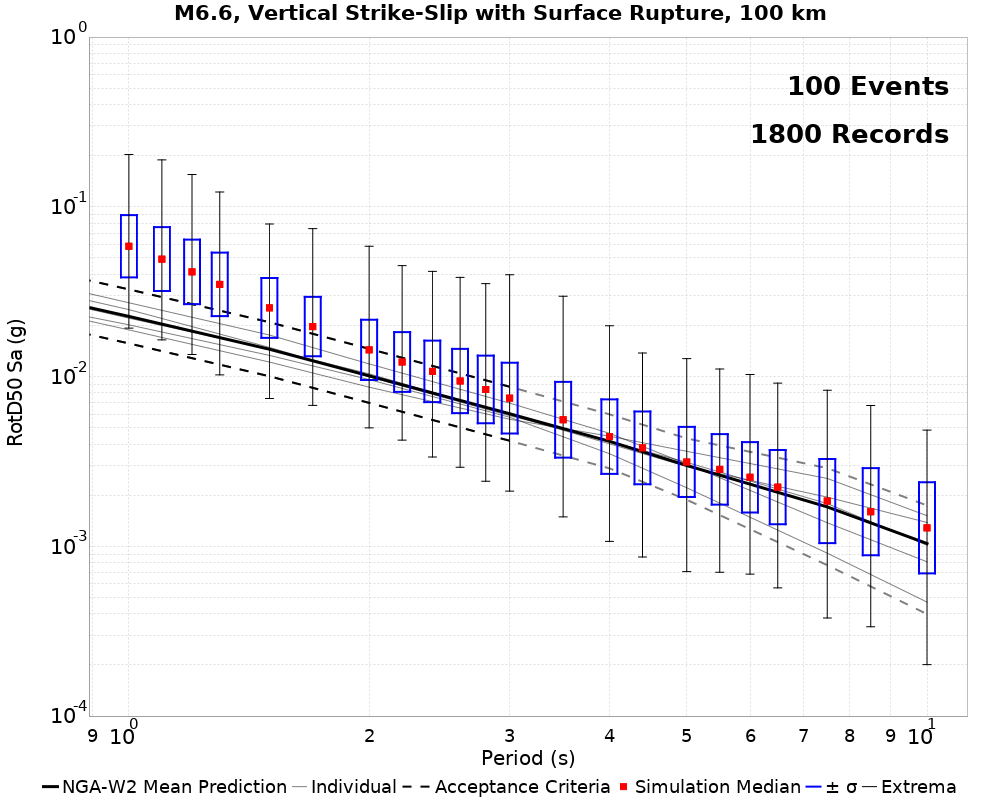 M6.6, Vertical Strike-Slip with Surface Rupture, 100 km
100 Events
1800 Records
RotD50 Sa (g)
10^0
10^-1
10^-2
10^-3
10^-4
9 10^0 2 3 4 5 6 7 8 9 10^1
Period (s)
NGA-W2 Mean Prediction Individual Acceptance Criteria Simulation Median ± σ Extrema